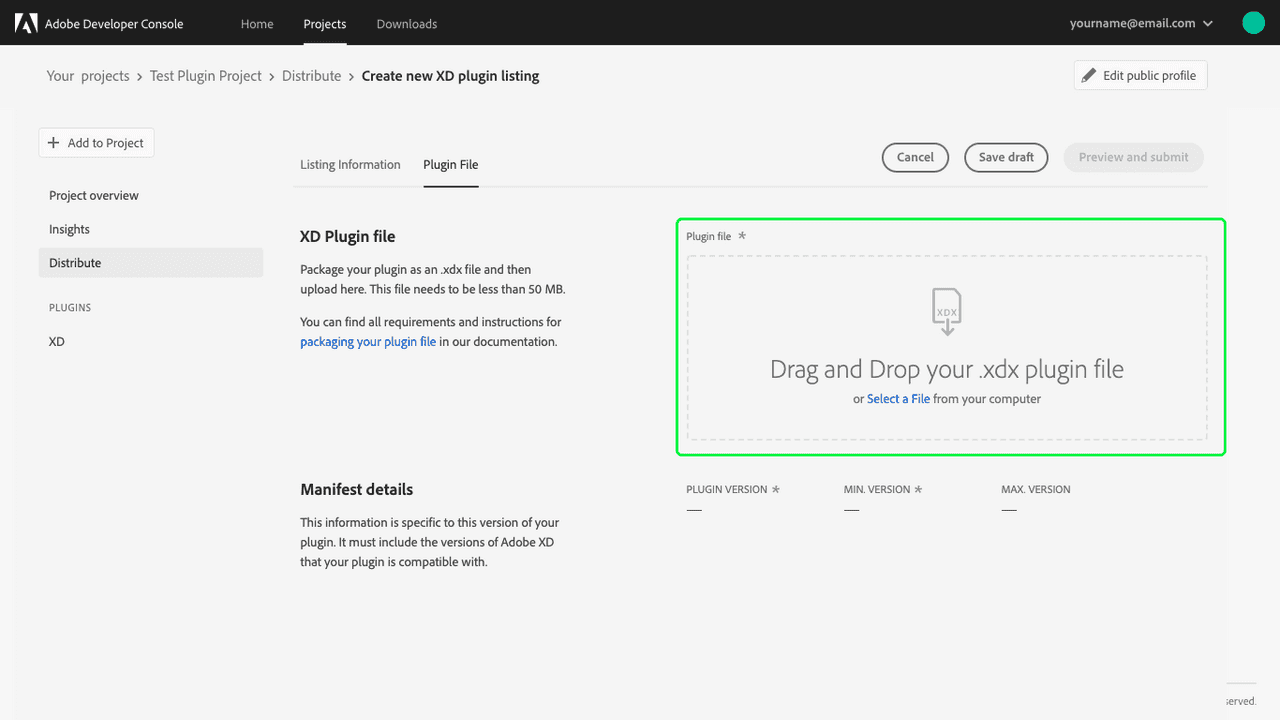 Adobe Developer Console Home Projects Downloads yourname@email.com
Your projects › Test Plugin Project › Distribute › Create new XD plugin listing Edit public profile
+ Add to Project
Listing Information Plugin File Cancel Save draft Preview and submit
Project overview
Insights
Distribute
PLUGINS
XD
XD Plugin file
Package your plugin as an .xdx file and then
upload here. This file needs to be less than 50 MB.
You can find all requirements and instructions for
packaging your plugin file in our documentation.
Plugin file *
XDX
Drag and Drop your .xdx plugin file
or Select a File from your computer
Manifest details
This information is specific to this version of your
plugin. It must include the versions of Adobe XD
that your plugin is compatible with.
PLUGIN VERSION * MIN. VERSION * MAX. VERSION
— — —
served.